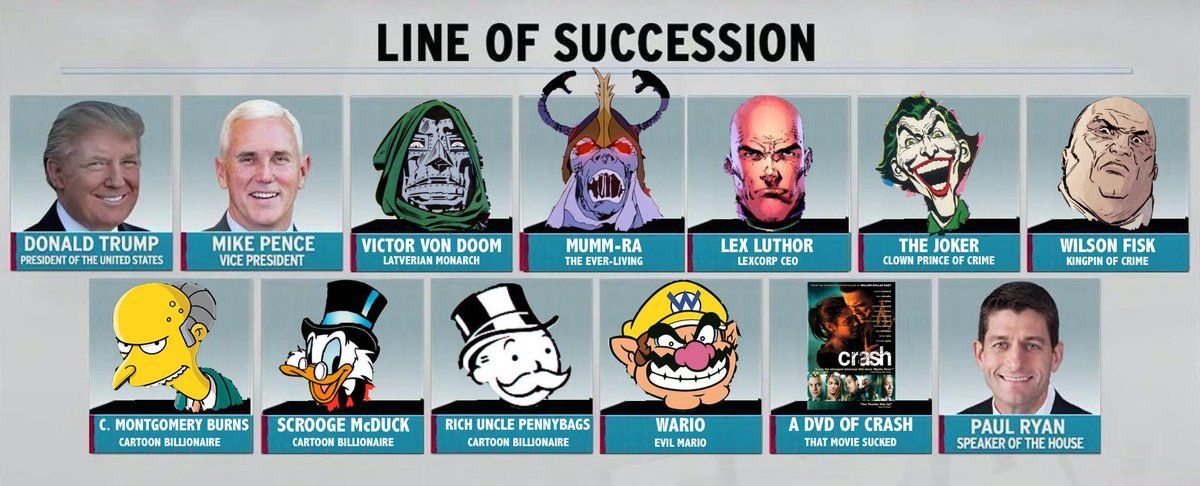 LINE OF SUCCESSION
DONALD TRUMP
PRESIDENT OF THE UNITED STATES
MIKE PENCE
VICE PRESIDENT
VICTOR VON DOOM
LATVERIAN MONARCH
MUMM-RA
THE EVER-LIVING
LEX LUTHOR
LEXCORP CEO
THE JOKER
CLOWN PRINCE OF CRIME
WILSON FISK
KINGPIN OF CRIME
C. MONTGOMERY BURNS
CARTOON BILLIONAIRE
SCROOGE McDUCK
CARTOON BILLIONAIRE
RICH UNCLE PENNYBAGS
CARTOON BILLIONAIRE
W
WARIO
EVIL MARIO
crash
A DVD OF CRASH
THAT MOVIE SUCKED
PAUL RYAN
SPEAKER OF THE HOUSE